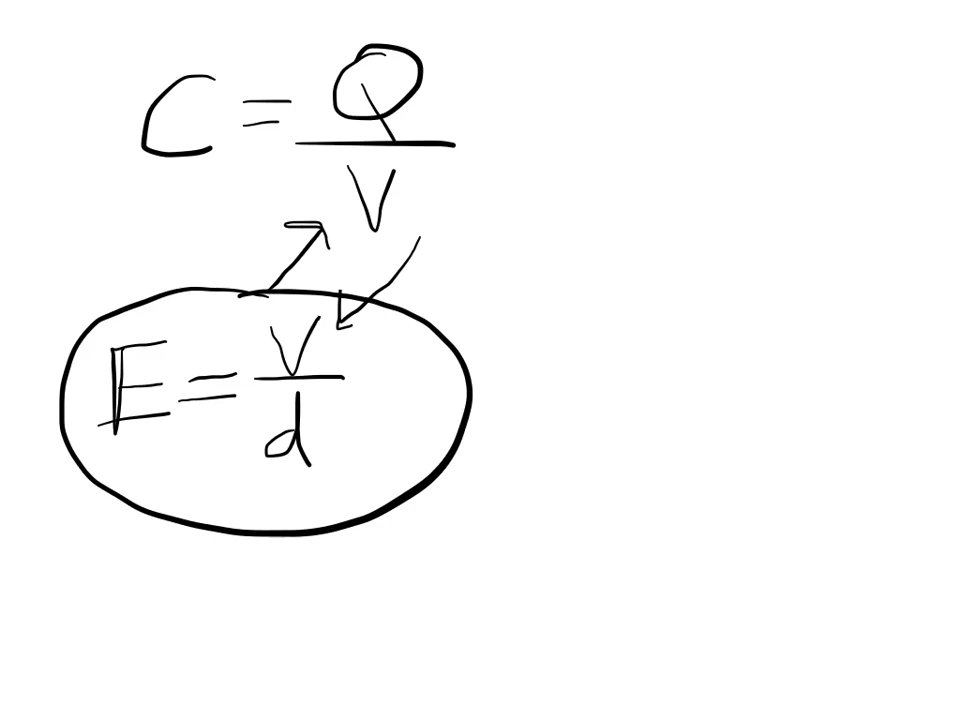 C = Q / V
E = V / d